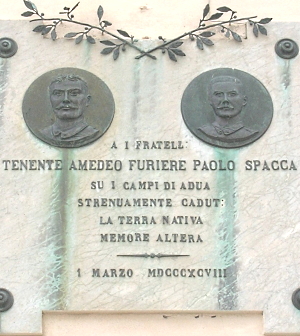 A I FRATELLI
TENENTE AMEDEO FURIERE PAOLO SPACCA
SU I CAMPI DI ADUA
STRENUAMENTE CADUTI
LA TERRA NATIVA
MEMORE ALTERA
1 MARZO MDCCCXCVIII